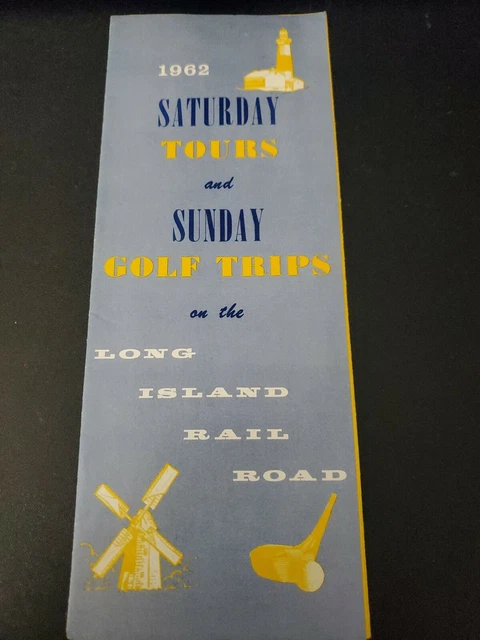 1962
SATURDAY
TOURS
and
SUNDAY
GOLF TRIPS
on the
LONG
ISLAND
RAIL
ROAD